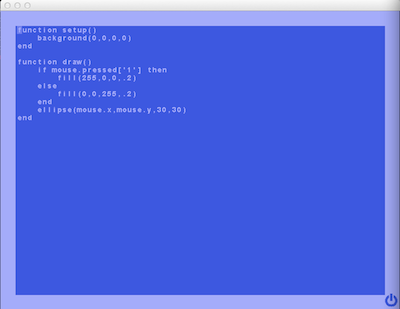 function setup()
    background(0,0,0,0)
end

function draw()
    if mouse.pressed['1'] then
        fill(255,0,0,.2)
    else
        fill(0,0,255,.2)
    end
    ellipse(mouse.x,mouse.y,30,30)
end